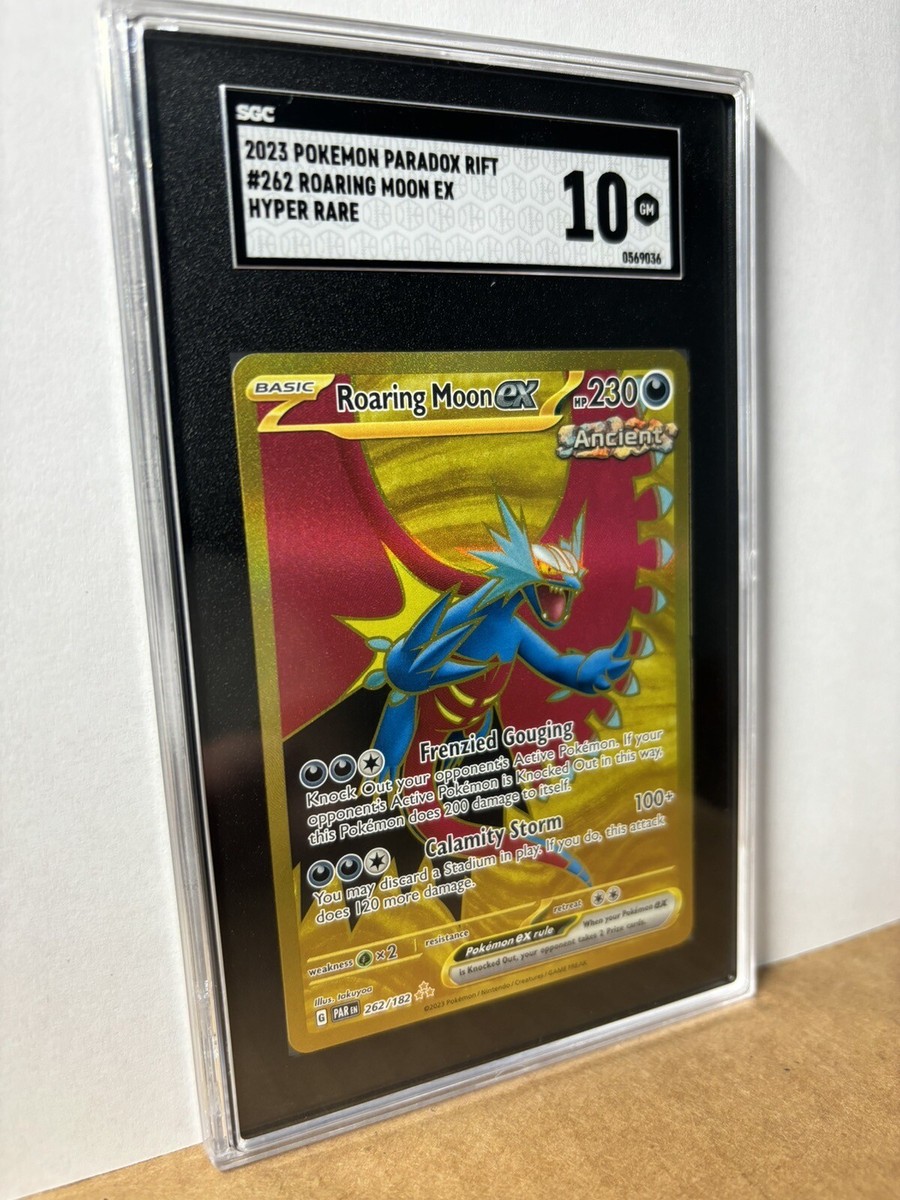 SGC
2023 POKEMON PARADOX RIFT
#262 ROARING MOON EX
HYPER RARE
10 GM
0569036
BASIC Roaring Moon ex HP 230
Ancient
Frenzied Gouging
Knock Out your opponent's Active Pokémon. If your
opponent's Active Pokémon is Knocked Out in this way,
this Pokémon does 200 damage to itself.
Calamity Storm 100+
You may discard a Stadium in play. If you do, this attack
does 120 more damage.
weakness ×2 resistance retreat
Pokémon ex rule When your Pokémon ex
is Knocked Out, your opponent takes 2 Prize cards.
Illus. takuyoa
G PAR EN 262/182
©2023 Pokémon / Nintendo / Creatures / GAME FREAK